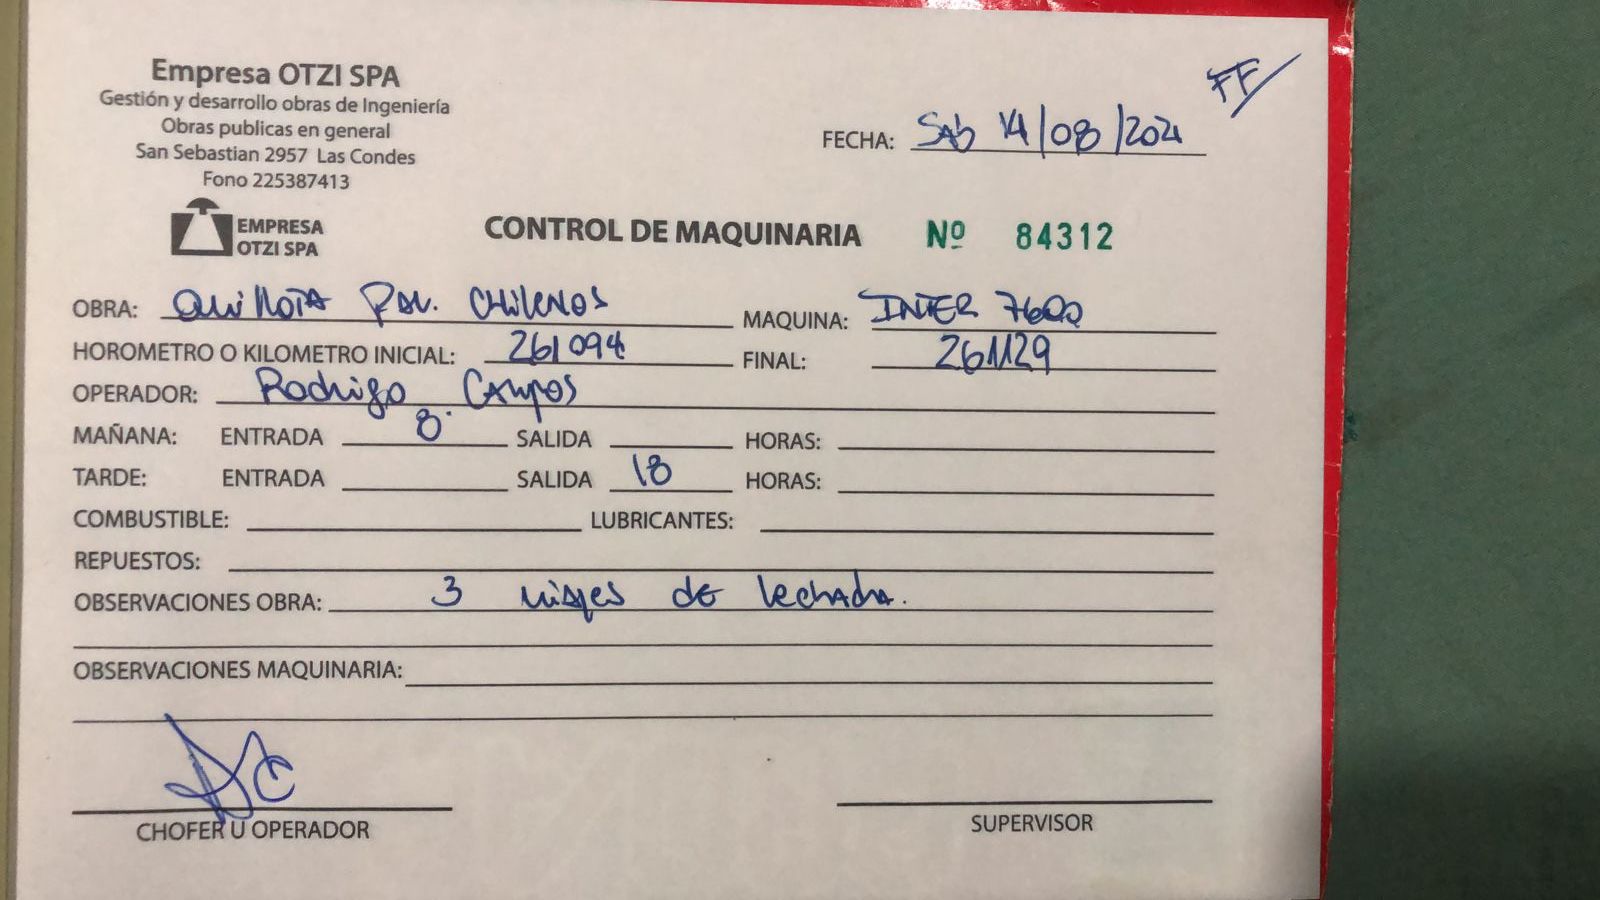 Empresa OTZI SPA
Gestión y desarrollo obras de Ingeniería
Obras publicas en general
San Sebastian 2957 Las Condes
Fono 225387413
FF
FECHA: Sab 14/08/2021
EMPRESA
OTZI SPA
CONTROL DE MAQUINARIA Nº 84312
OBRA: Quillota Pav. Chilenos MAQUINA: INTER 7600
HOROMETRO O KILOMETRO INICIAL: 261094 FINAL: 261129
OPERADOR: Rodrigo Campos
MAÑANA: ENTRADA 8. SALIDA HORAS:
TARDE: ENTRADA SALIDA 18 HORAS:
COMBUSTIBLE: LUBRICANTES:
REPUESTOS:
OBSERVACIONES OBRA: 3 viajes de lechada.
OBSERVACIONES MAQUINARIA:
CHOFER U OPERADOR SUPERVISOR